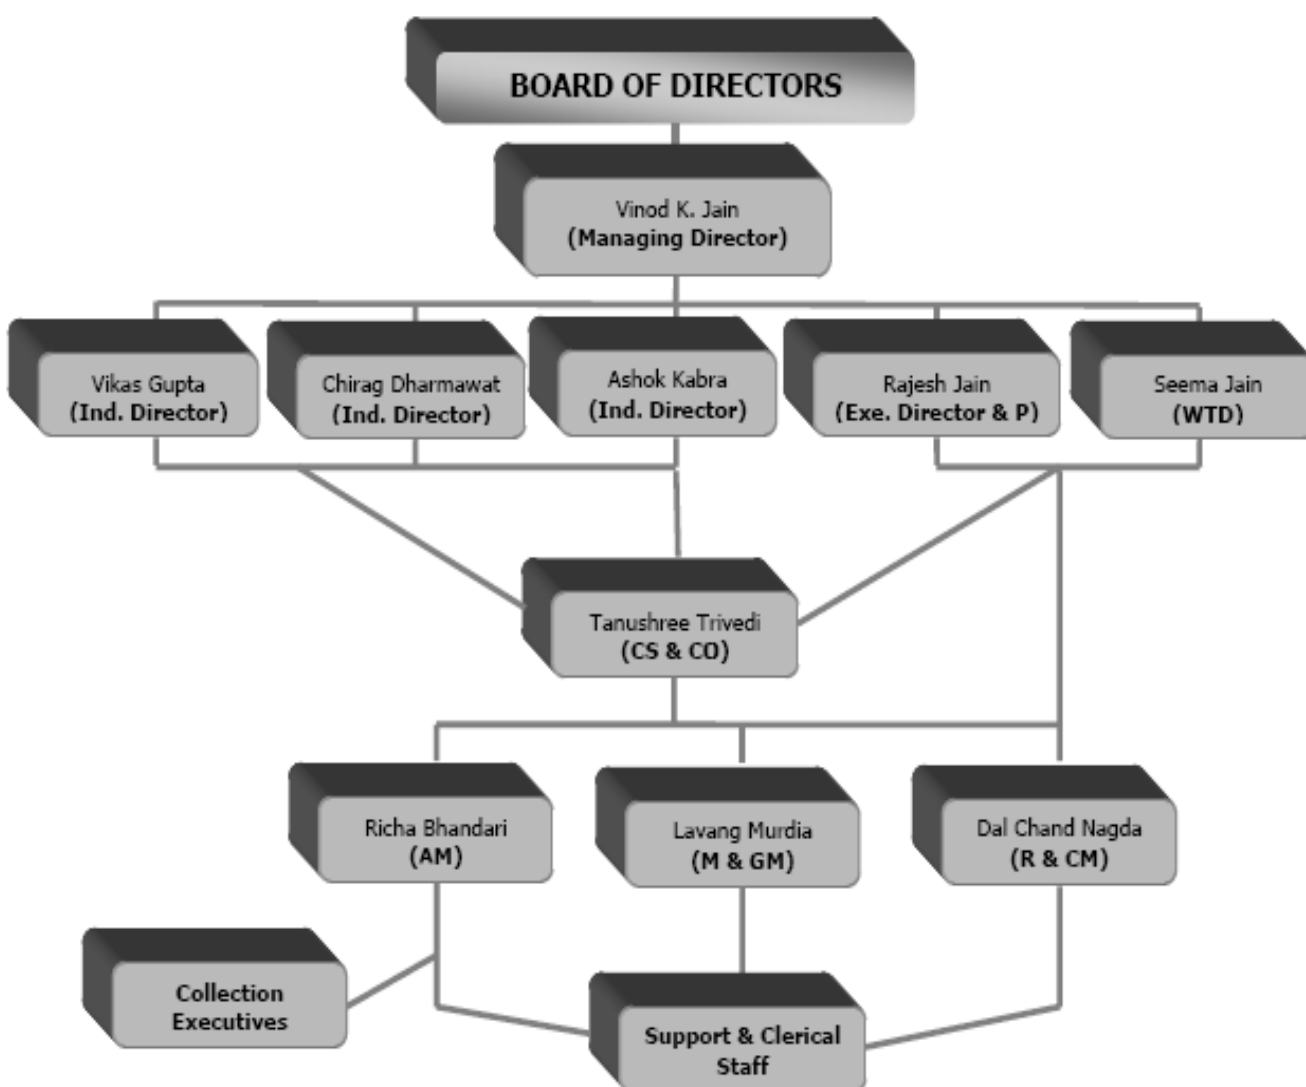 BOARD OF DIRECTORS
Vinod K. Jain
(Managing Director)
Vikas Gupta
(Ind. Director)
Chirag Dharmawat
(Ind. Director)
Ashok Kabra
(Ind. Director)
Rajesh Jain
(Exe. Director & P)
Seema Jain
(WTD)
Tanushree Trivedi
(CS & CO)
Richa Bhandari
(AM)
Lavang Murdia
(M & GM)
Dal Chand Nagda
(R & CM)
Collection
Executives
Support & Clerical
Staff